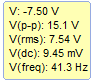 V: -7.50 V
V(p-p): 15.1 V
V(rms): 7.54 V
V(dc): 9.45 mV
V(freq): 41.3 Hz